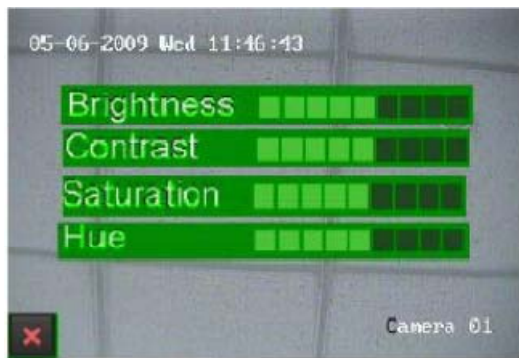 05-06-2009 Wed 11:46:43
Brightness
Contrast
Saturation
Hue
Camera 01